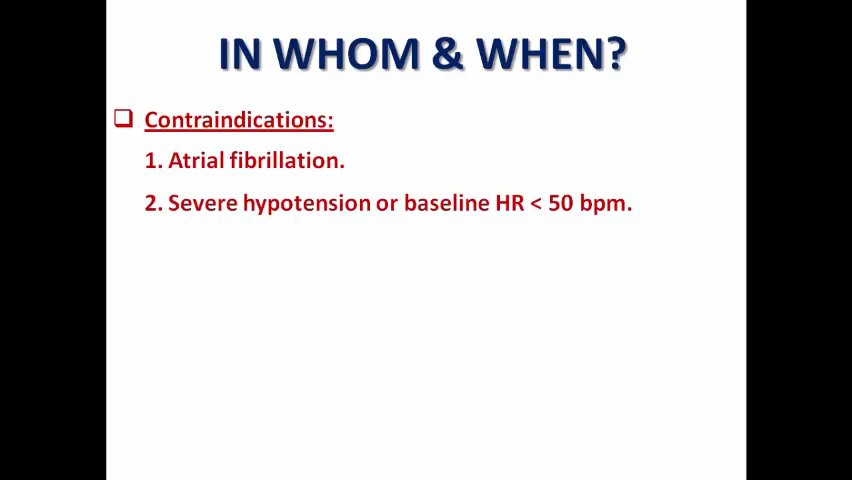 IN WHOM & WHEN?
❑ Contraindications:
1. Atrial fibrillation.
2. Severe hypotension or baseline HR < 50 bpm.